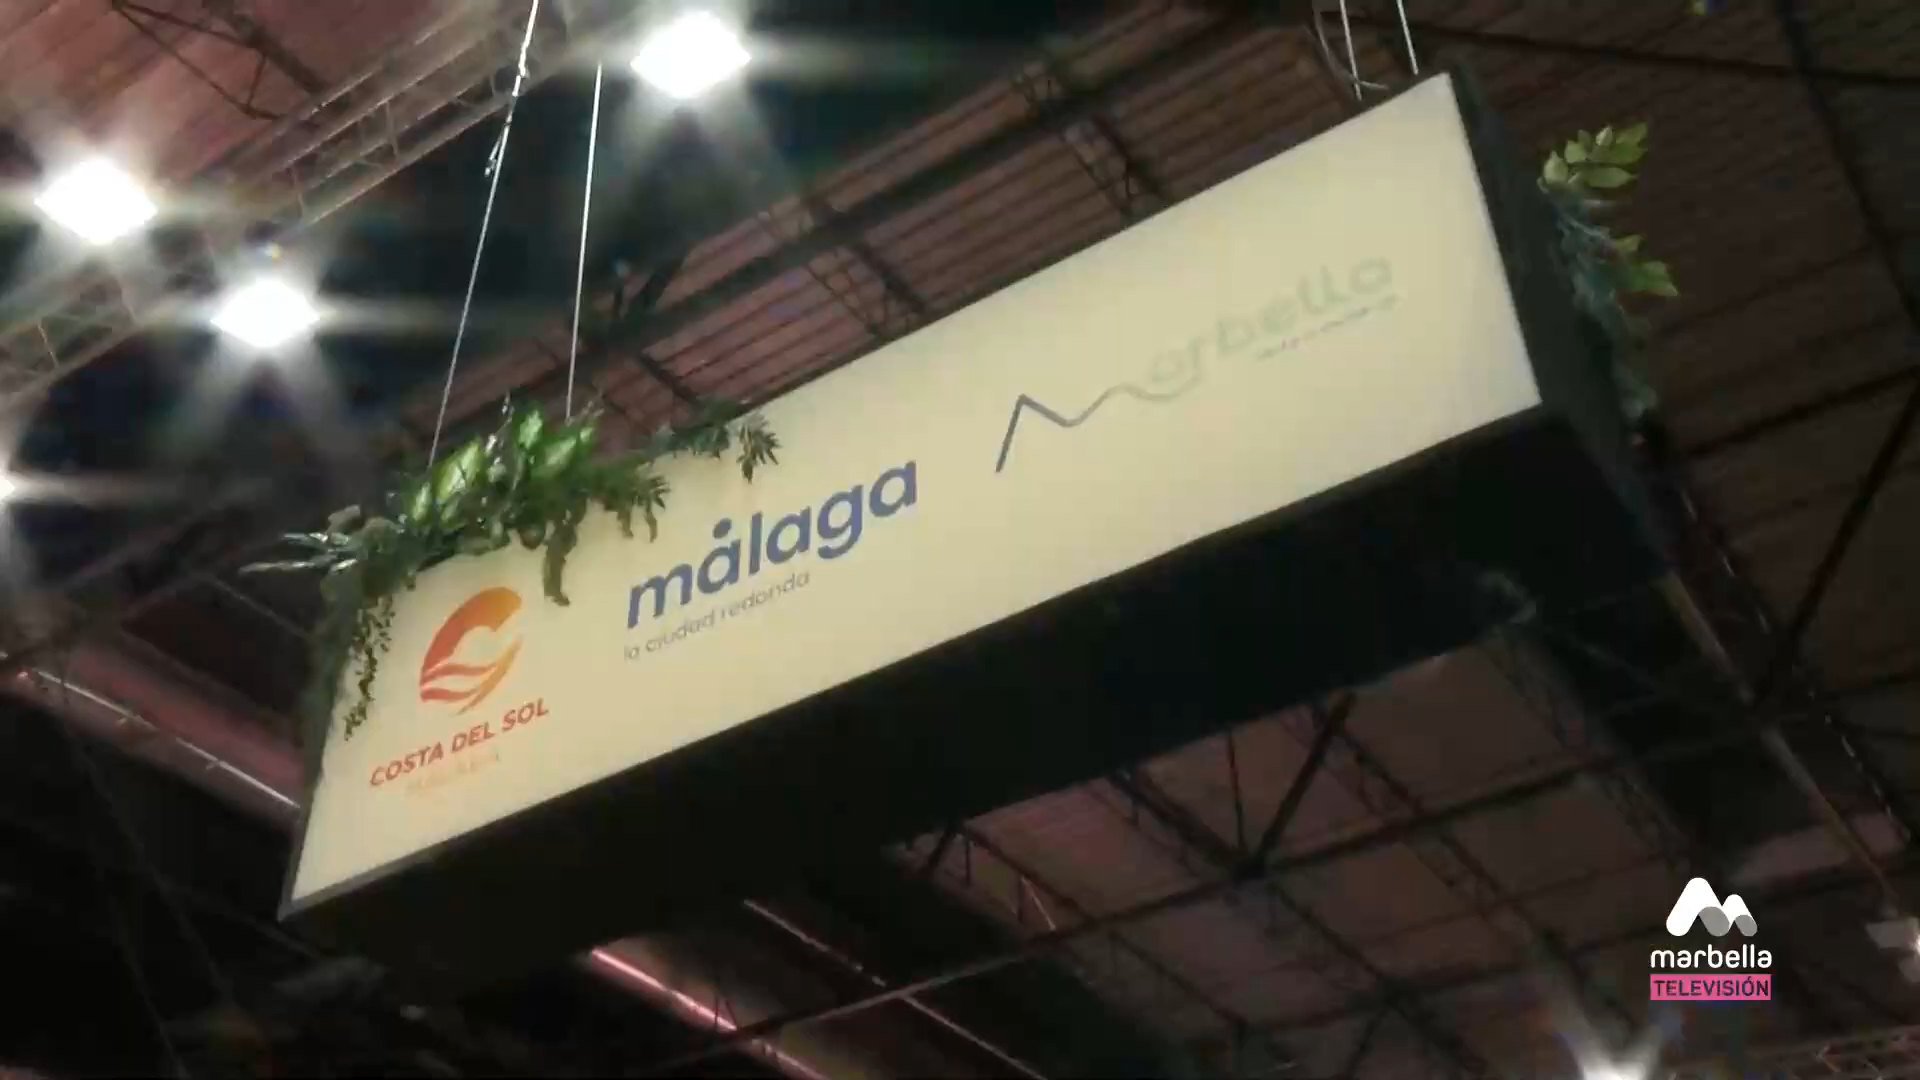 COSTA DEL SOL
málaga
la ciudad redonda
Marbella
marbella
TELEVISIÓN